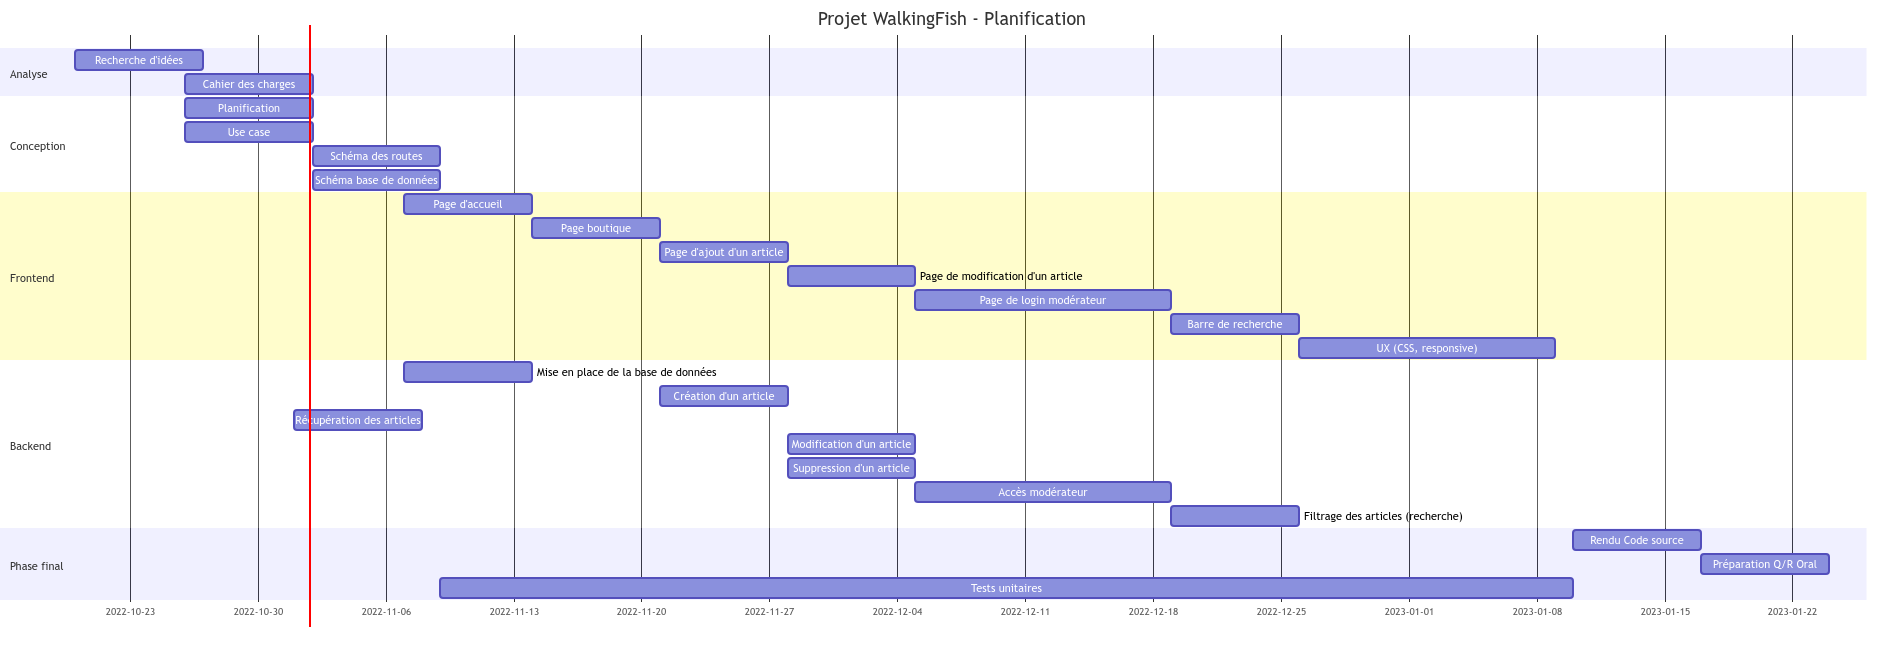 Projet WalkingFish - Planification
Analyse
Recherche d'idées
Cahier des charges
Conception
Planification
Use case
Schéma des routes
Schéma base de données
Frontend
Page d'accueil
Page boutique
Page d'ajout d'un article
Page de modification d'un article
Page de login modérateur
Barre de recherche
UX (CSS, responsive)
Backend
Mise en place de la base de données
Création d'un article
Récupération des articles
Modification d'un article
Suppression d'un article
Accès modérateur
Filtrage des articles (recherche)
Phase final
Rendu Code source
Préparation Q/R Oral
Tests unitaires
2022-10-23 2022-10-30 2022-11-06 2022-11-13 2022-11-20 2022-11-27 2022-12-04 2022-12-11 2022-12-18 2022-12-25 2023-01-01 2023-01-08 2023-01-15 2023-01-22